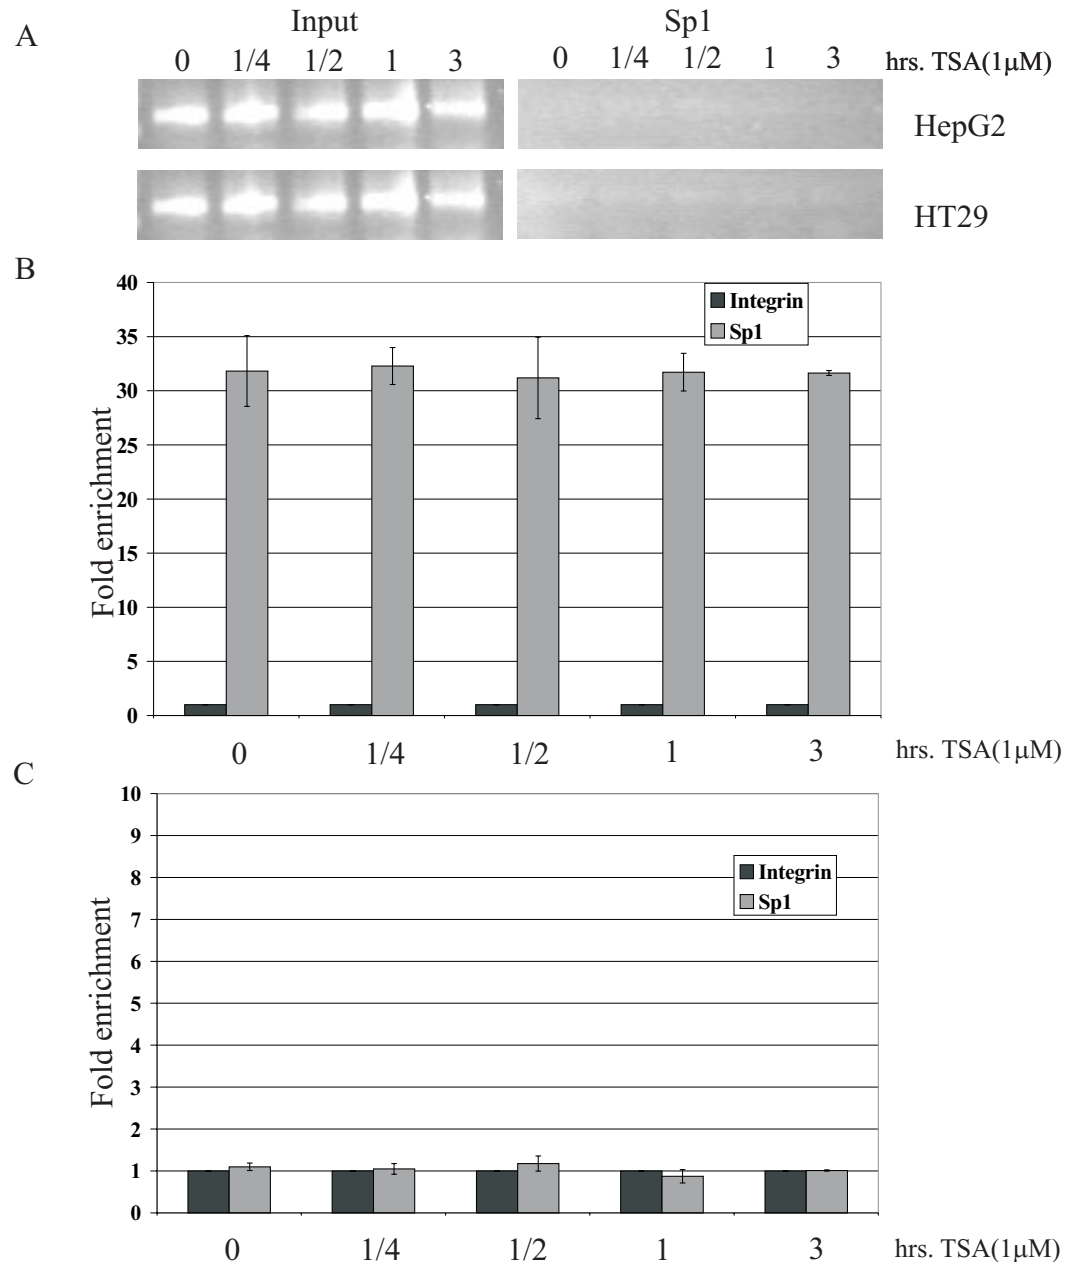 A
Input
Sp1
0 1/4 1/2 1 3
0 1/4 1/2 1 3 hrs. TSA(1µM)
HepG2
HT29
B
40
35
30
25
20
15
10
5
0
Fold enrichment
Integrin
Sp1
0 1/4 1/2 1 3 hrs. TSA(1µM)
C
10
9
8
7
6
5
4
3
2
1
0
Fold enrichment
Integrin
Sp1
0 1/4 1/2 1 3 hrs. TSA(1µM)